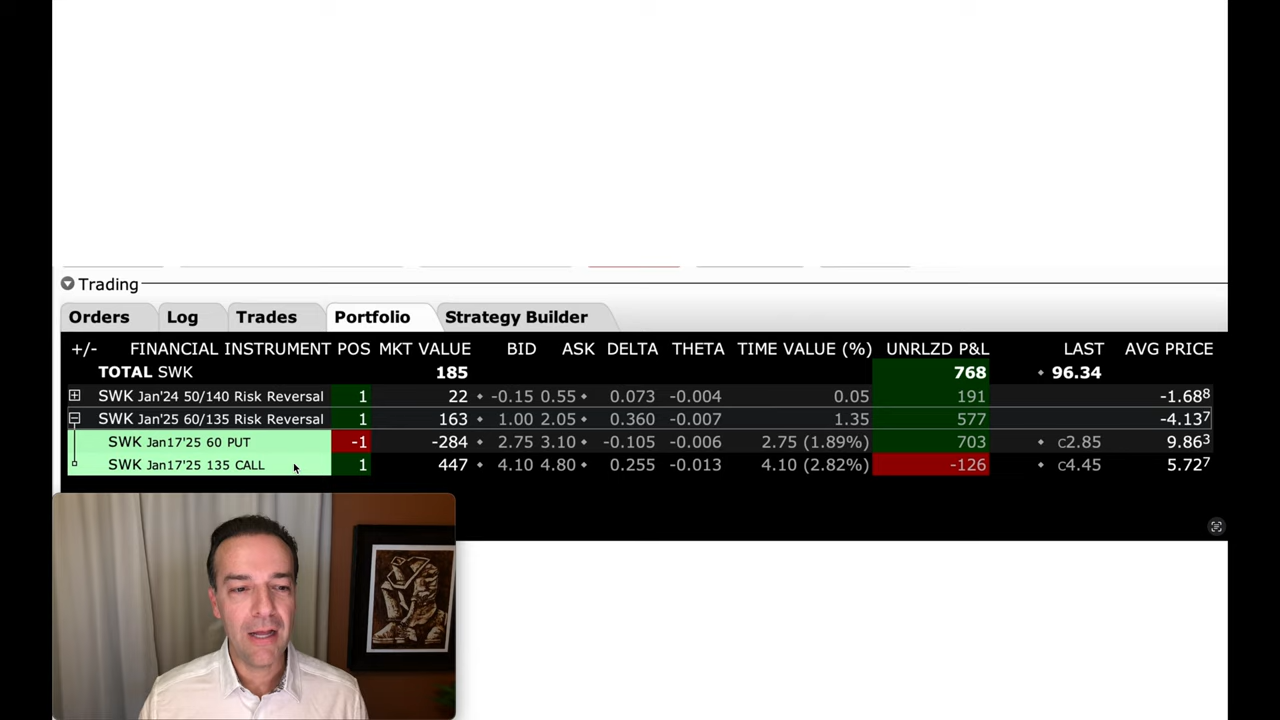 Trading
Orders Log Trades Portfolio Strategy Builder
+/- FINANCIAL INSTRUMENT POS MKT VALUE BID ASK DELTA THETA TIME VALUE (%) UNRLZD P&L LAST AVG PRICE
TOTAL SWK 185 768 96.34
SWK Jan'24 50/140 Risk Reversal 1 22 -0.15 0.55 0.073 -0.004 0.05 191 -1.688
SWK Jan'25 60/135 Risk Reversal 1 163 1.00 2.05 0.360 -0.007 1.35 577 -4.137
SWK Jan17'25 60 PUT -1 -284 2.75 3.10 -0.105 -0.006 2.75 (1.89%) 703 C2.85 9.863
SWK Jan17'25 135 CALL 1 447 4.10 4.80 0.255 -0.013 4.10 (2.82%) -126 C4.45 5.727